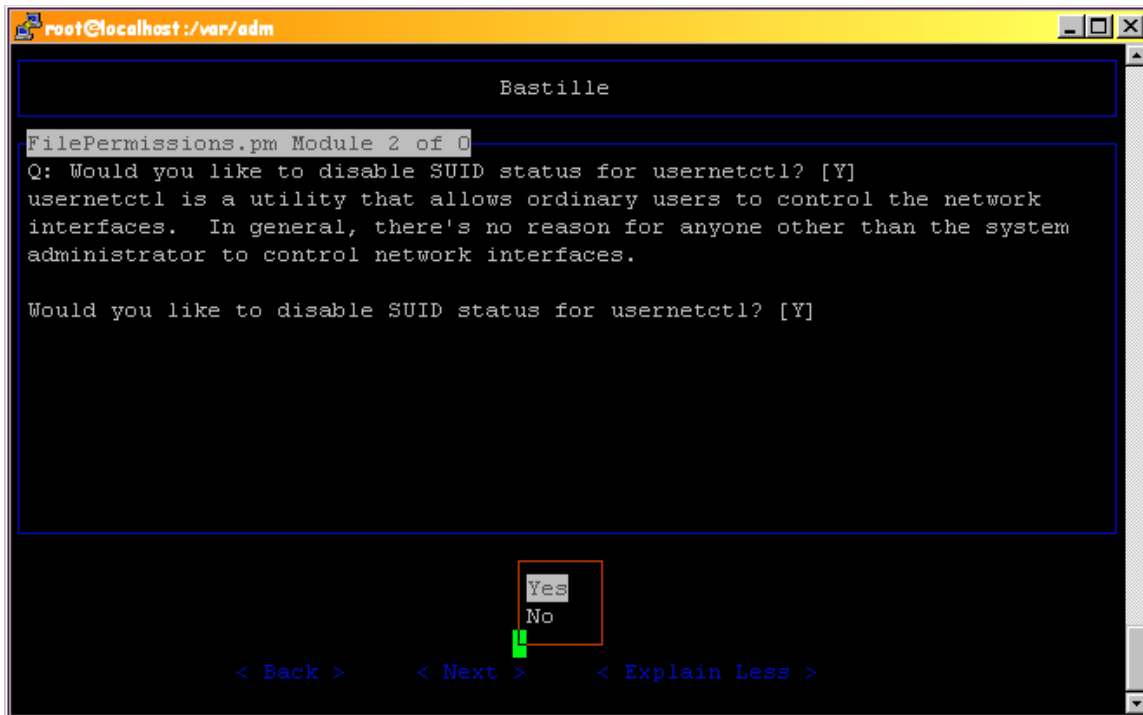 root@localhost:/var/adm
Bastille
FilePermissions.pm Module 2 of 0
Q: Would you like to disable SUID status for usernetctl? [Y]
usernetctl is a utility that allows ordinary users to control the network
interfaces.  In general, there's no reason for anyone other than the system
administrator to control network interfaces.
Would you like to disable SUID status for usernetctl? [Y]
Yes
No
< Back >     < Next >     < Explain Less >